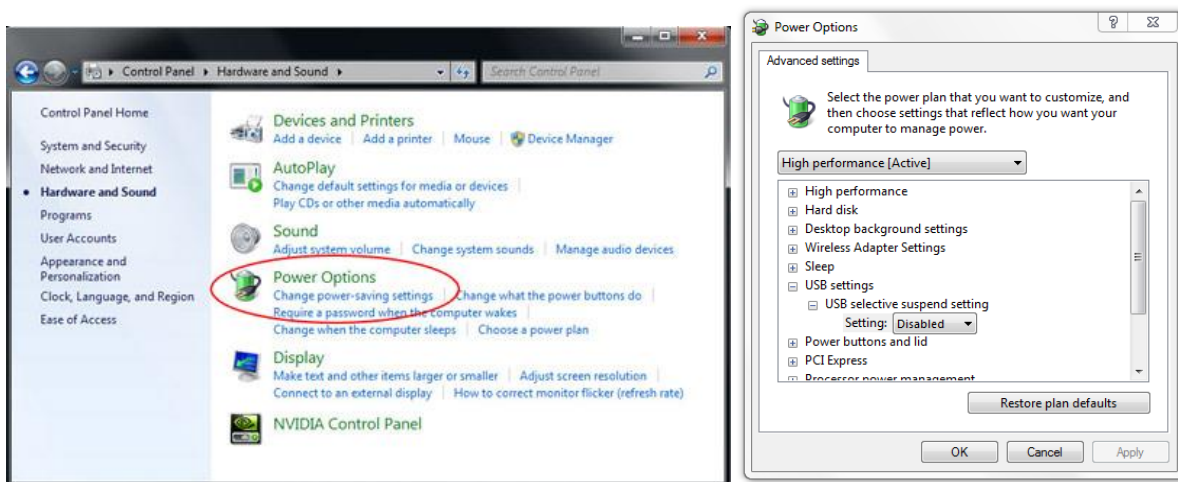 Control Panel ▸ Hardware and Sound ▸
Search Control Panel
Control Panel Home
System and Security
Network and Internet
Hardware and Sound
Programs
User Accounts
Appearance and
Personalization
Clock, Language, and Region
Ease of Access
Devices and Printers
Add a device | Add a printer | Mouse | Device Manager
AutoPlay
Change default settings for media or devices |
Play CDs or other media automatically
Sound
Adjust system volume | Change system sounds | Manage audio devices
Power Options
Change power-saving settings | Change what the power buttons do |
Require a password when the computer wakes |
Change when the computer sleeps | Choose a power plan
Display
Make text and other items larger or smaller | Adjust screen resolution |
Connect to an external display | How to correct monitor flicker (refresh rate)
NVIDIA Control Panel
Power Options
Advanced settings
Select the power plan that you want to customize, and
then choose settings that reflect how you want your
computer to manage power.
High performance [Active]
High performance
Hard disk
Desktop background settings
Wireless Adapter Settings
Sleep
USB settings
USB selective suspend setting
Setting: Disabled
Power buttons and lid
PCI Express
Processor power management
Restore plan defaults
OK
Cancel
Apply